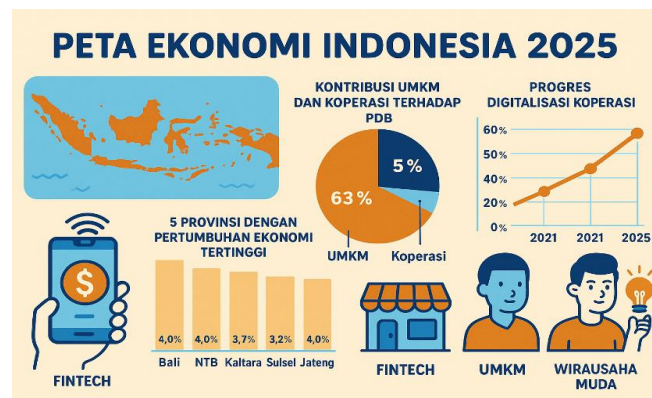 PETA EKONOMI INDONESIA 2025
KONTRIBUSI UMKM
DAN KOPERASI TERHADAP
PDB
5%
63%
UMKM
Koperasi
PROGRES
DIGITALISASI KOPERASI
60%
50%
40%
20%
0%
2021
2021
2025
$
FINTECH
5 PROVINSI DENGAN
PERTUMBUHAN EKONOMI
TERTINGGI
4,0% 4,0% 3,7% 3,2% 4,0%
Bali NTB Kaltara Sulsel Jateng
FINTECH
UMKM
WIRAUSAHA
MUDA